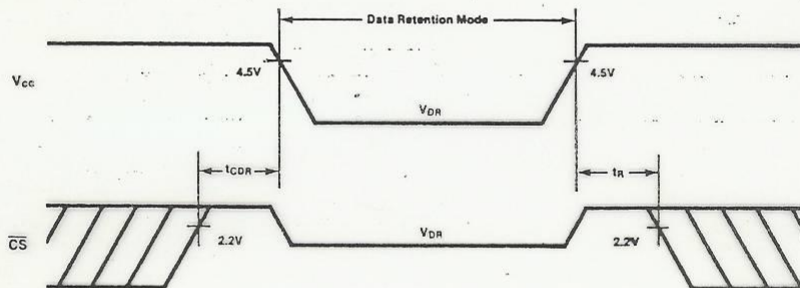 Data Retention Mode
4.5V
4.5V
VCC
VDR
tCDR
tR
CS
2.2V
VDR
2.2V